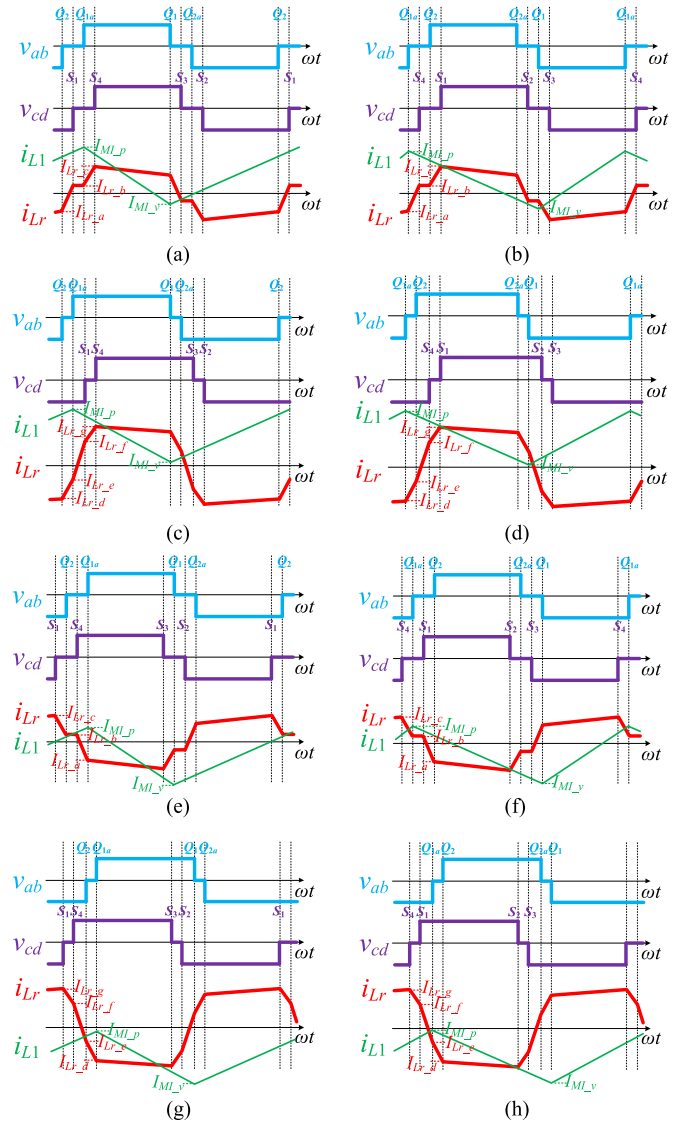 Q2 Q1a Q1 Q2a Q2
vab ωt
S1 S4 S3 S2 S1
vcd ωt
iL1 IMI_p
ILr_c
ILr_b
iLr ILr_a IMI_v ωt
(a)
Q1a Q2 Q2a Q1 Q1a
vab ωt
S4 S1 S2 S3 S4
vcd ωt
iL1 IMI_p
ILr_c
ILr_b
iLr ILr_a IMI_v ωt
(b)
Q2 Q1a Q1 Q2a Q2
vab ωt
S1 S4 S3 S2
vcd ωt
iL1 IMI_p
ILr_g
ILr_f
iLr IMI_v ωt
ILr_e
ILr_d
(c)
Q1a Q2 Q2a Q1 Q1a
vab ωt
S4 S1 S2 S3
vcd ωt
iL1 IMI_p
ILr_g
ILr_f
iLr IMI_v ωt
ILr_e
ILr_d
(d)
Q2 Q1a Q1 Q2a Q2
vab ωt
S1 S4 S3 S2 S1
vcd ωt
iLr ILr_c
IMI_p
iL1 ILr_b ωt
ILr_a
IMI_v
(e)
Q1a Q2 Q2a Q1 Q1a
vab ωt
S4 S1 S2 S3 S4
vcd ωt
iLr ILr_c
IMI_p
iL1 ILr_b ωt
ILr_a
IMI_v
(f)
Q2 Q1a Q1 Q2a
vab ωt
S1 S4 S3 S2 S1
vcd ωt
iLr ILr_g
ILr_f
IMI_p ωt
iL1 ILr_e
ILr_d
IMI_v
(g)
Q1a Q2 Q2a Q1
vab ωt
S4 S1 S2 S3
vcd ωt
iLr ILr_g
ILr_f
IMI_p ωt
iL1 ILr_e
ILr_d
IMI_v
(h)